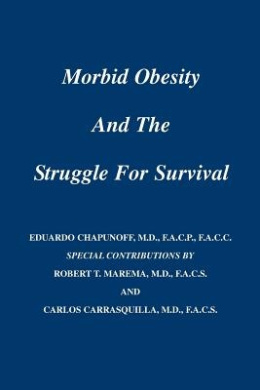 Morbid Obesity
And The
Struggle For Survival
EDUARDO CHAPUNOFF, M.D., F.A.C.P., F.A.C.C.
SPECIAL CONTRIBUTIONS BY
ROBERT T. MAREMA, M.D., F.A.C.S.
AND
CARLOS CARRASQUILLA, M.D., F.A.C.S.